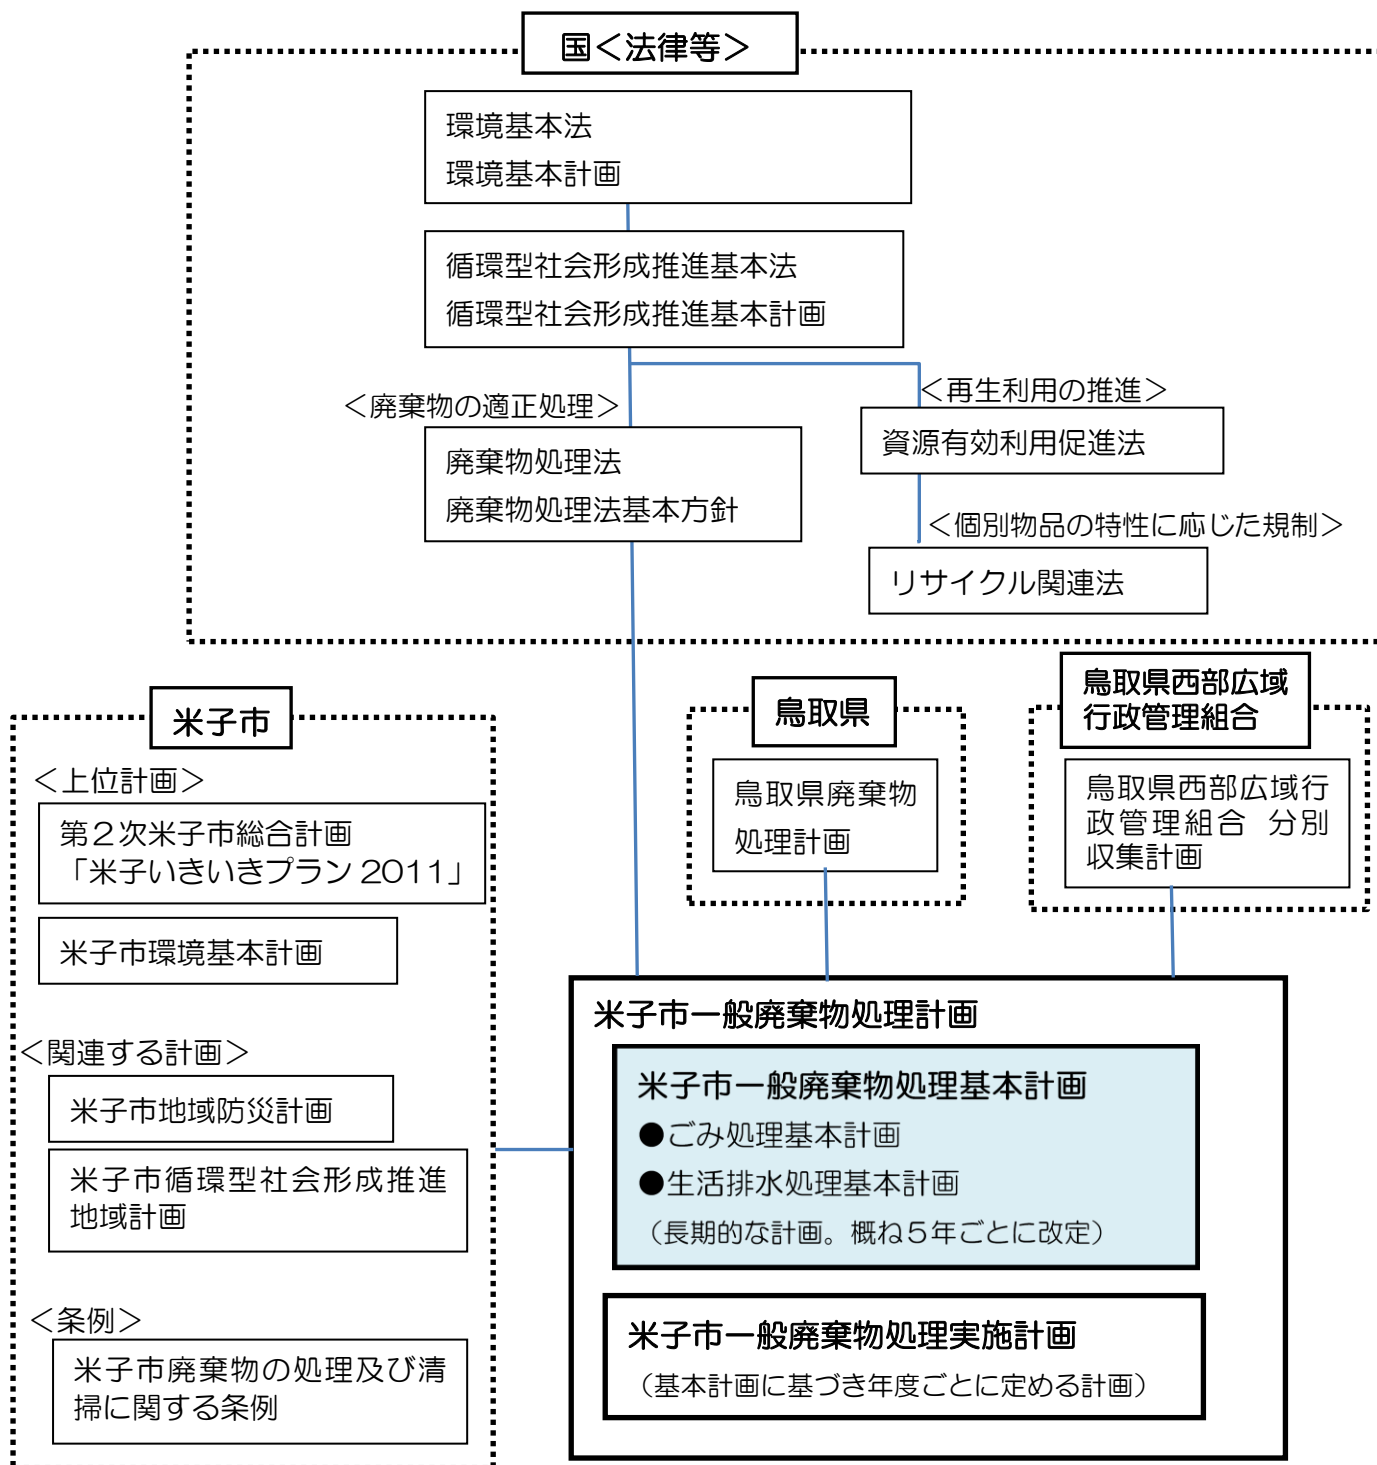 国＜法律等＞
環境基本法
環境基本計画
循環型社会形成推進基本法
循環型社会形成推進基本計画
＜廃棄物の適正処理＞
廃棄物処理法
廃棄物処理法基本方針
＜再生利用の推進＞
資源有効利用促進法
＜個別物品の特性に応じた規制＞
リサイクル関連法
米子市
＜上位計画＞
第２次米子市総合計画
「米子いきいきプラン 2011」
米子市環境基本計画
＜関連する計画＞
米子市地域防災計画
米子市循環型社会形成推進
地域計画
＜条例＞
米子市廃棄物の処理及び清
掃に関する条例
鳥取県
鳥取県廃棄物
処理計画
鳥取県西部広域
行政管理組合
鳥取県西部広域行
政管理組合 分別
収集計画
米子市一般廃棄物処理計画
米子市一般廃棄物処理基本計画
●ごみ処理基本計画
●生活排水処理基本計画
（長期的な計画。概ね５年ごとに改定）
米子市一般廃棄物処理実施計画
（基本計画に基づき年度ごとに定める計画）